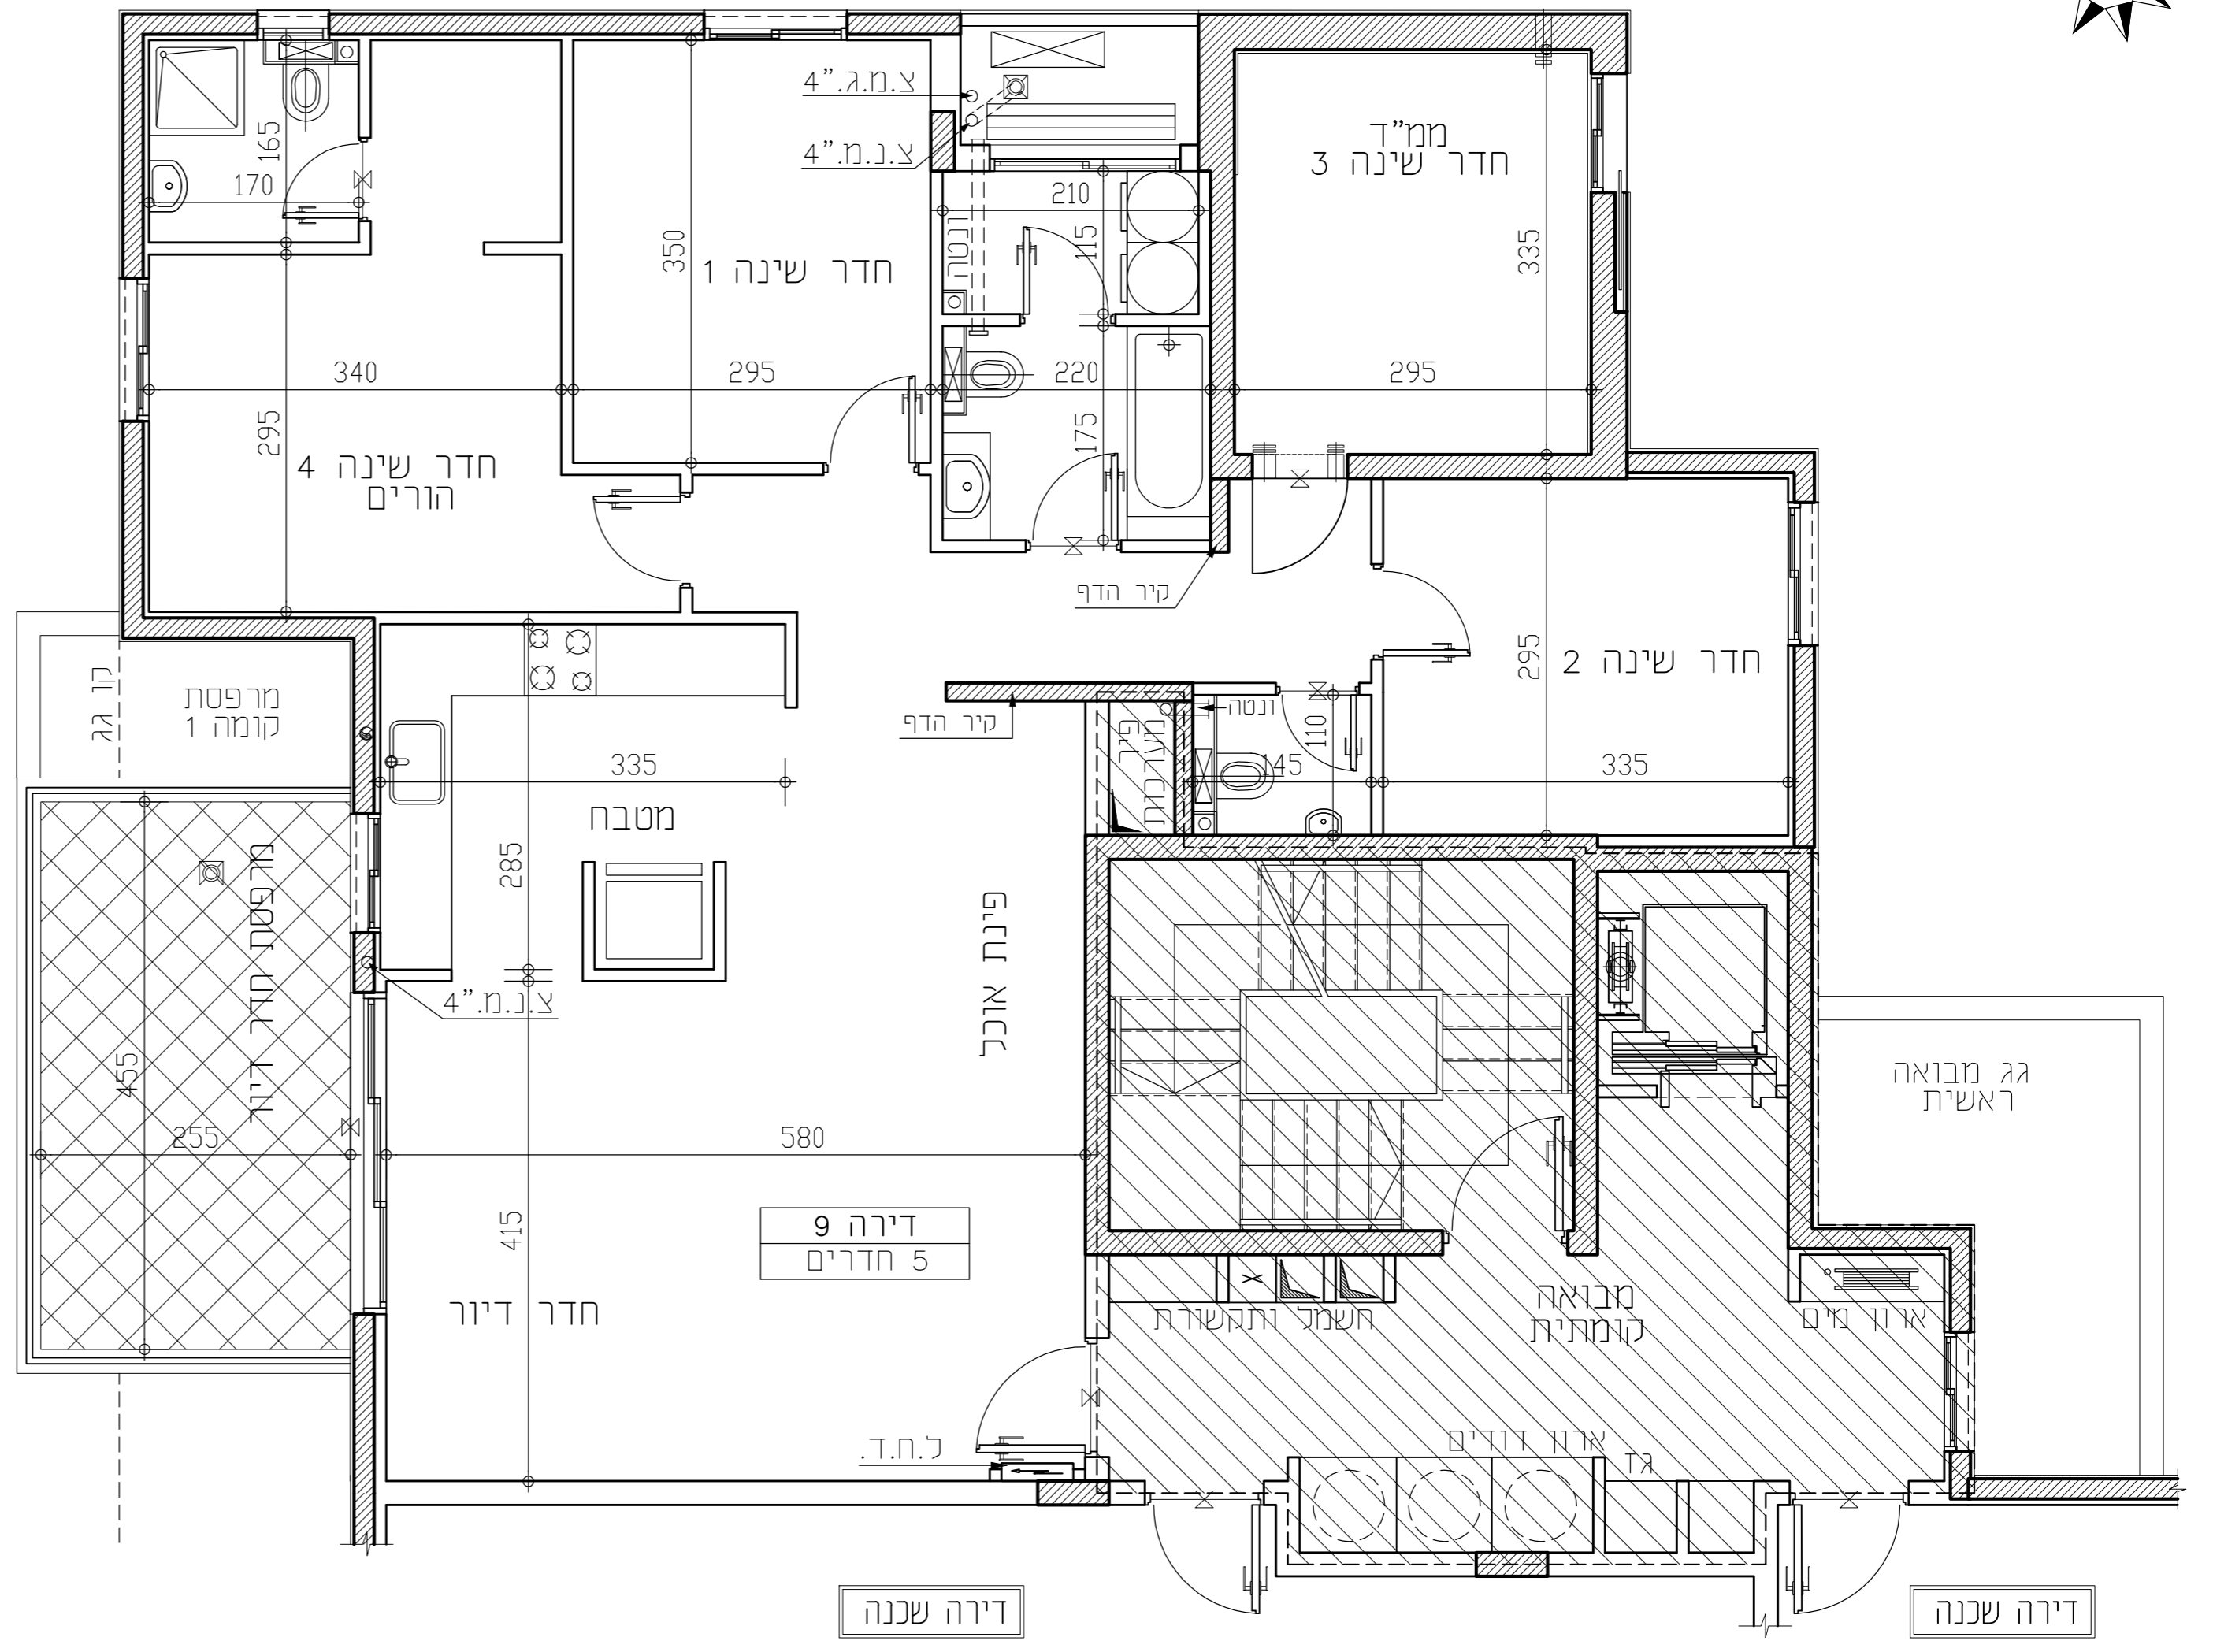 צ.מ.ג."4
צ.נ.מ."4
ממ"ד
חדר שינה 3
165
170
210
ונטה
115
350
חדר שינה 1
335
340
295
220
295
295
175
חדר שינה 4
הורים
קיר הדף
295
חדר שינה 2
קו גג
מרפסת
קומה 1
קיר הדף
פיר
מערכות
ונטה
110
145
335
335
מטבח
285
מרפסת חדר דיור
פינת אוכל
צ.נ.מ."4
455
255
580
גג מבואה
ראשית
415
דירה 9
5 חדרים
חדר דיור
חשמל ותקשורת
מבואה
קומתית
ארון מים
ל.ח.ד.
ארון דודים
גז
דירה שכנה
דירה שכנה